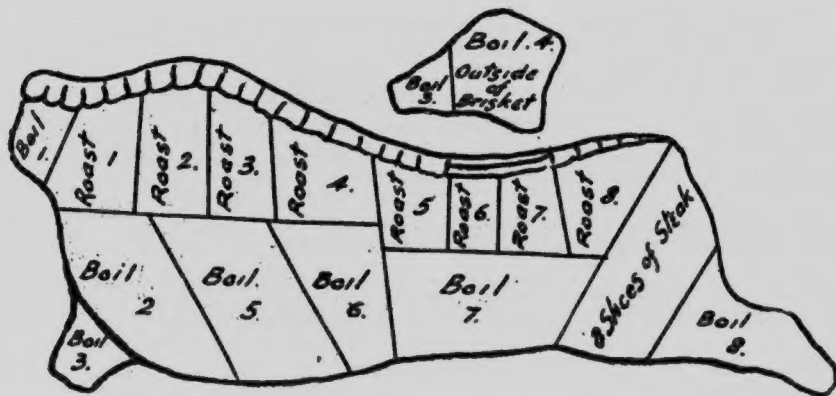 Boil. 4.
Outside
of
Brisket
Boil
3.
Boil
1.
Roast 1
Roast 2.
Roast 3.
Roast 4.
Roast 5
Roast 6.
Roast 7.
Roast 8.
Boil
2
Boil.
5.
Boil
6.
Boil
7.
8 Slices of Steak
Boil
8.
Boil
3.